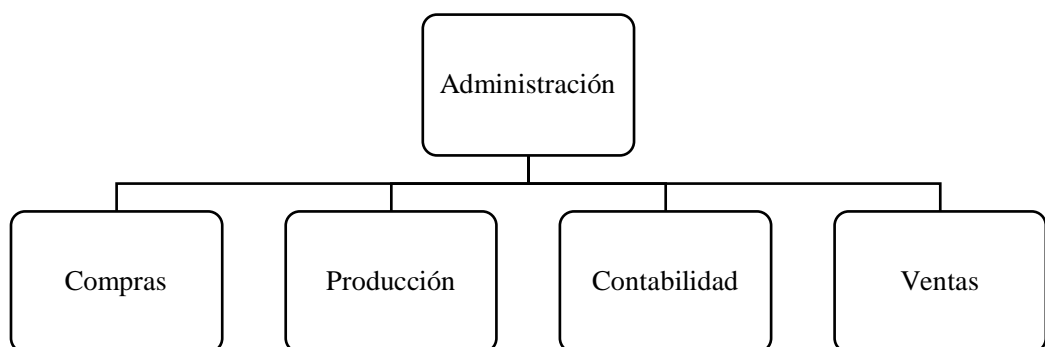 Administración
Compras
Producción
Contabilidad
Ventas